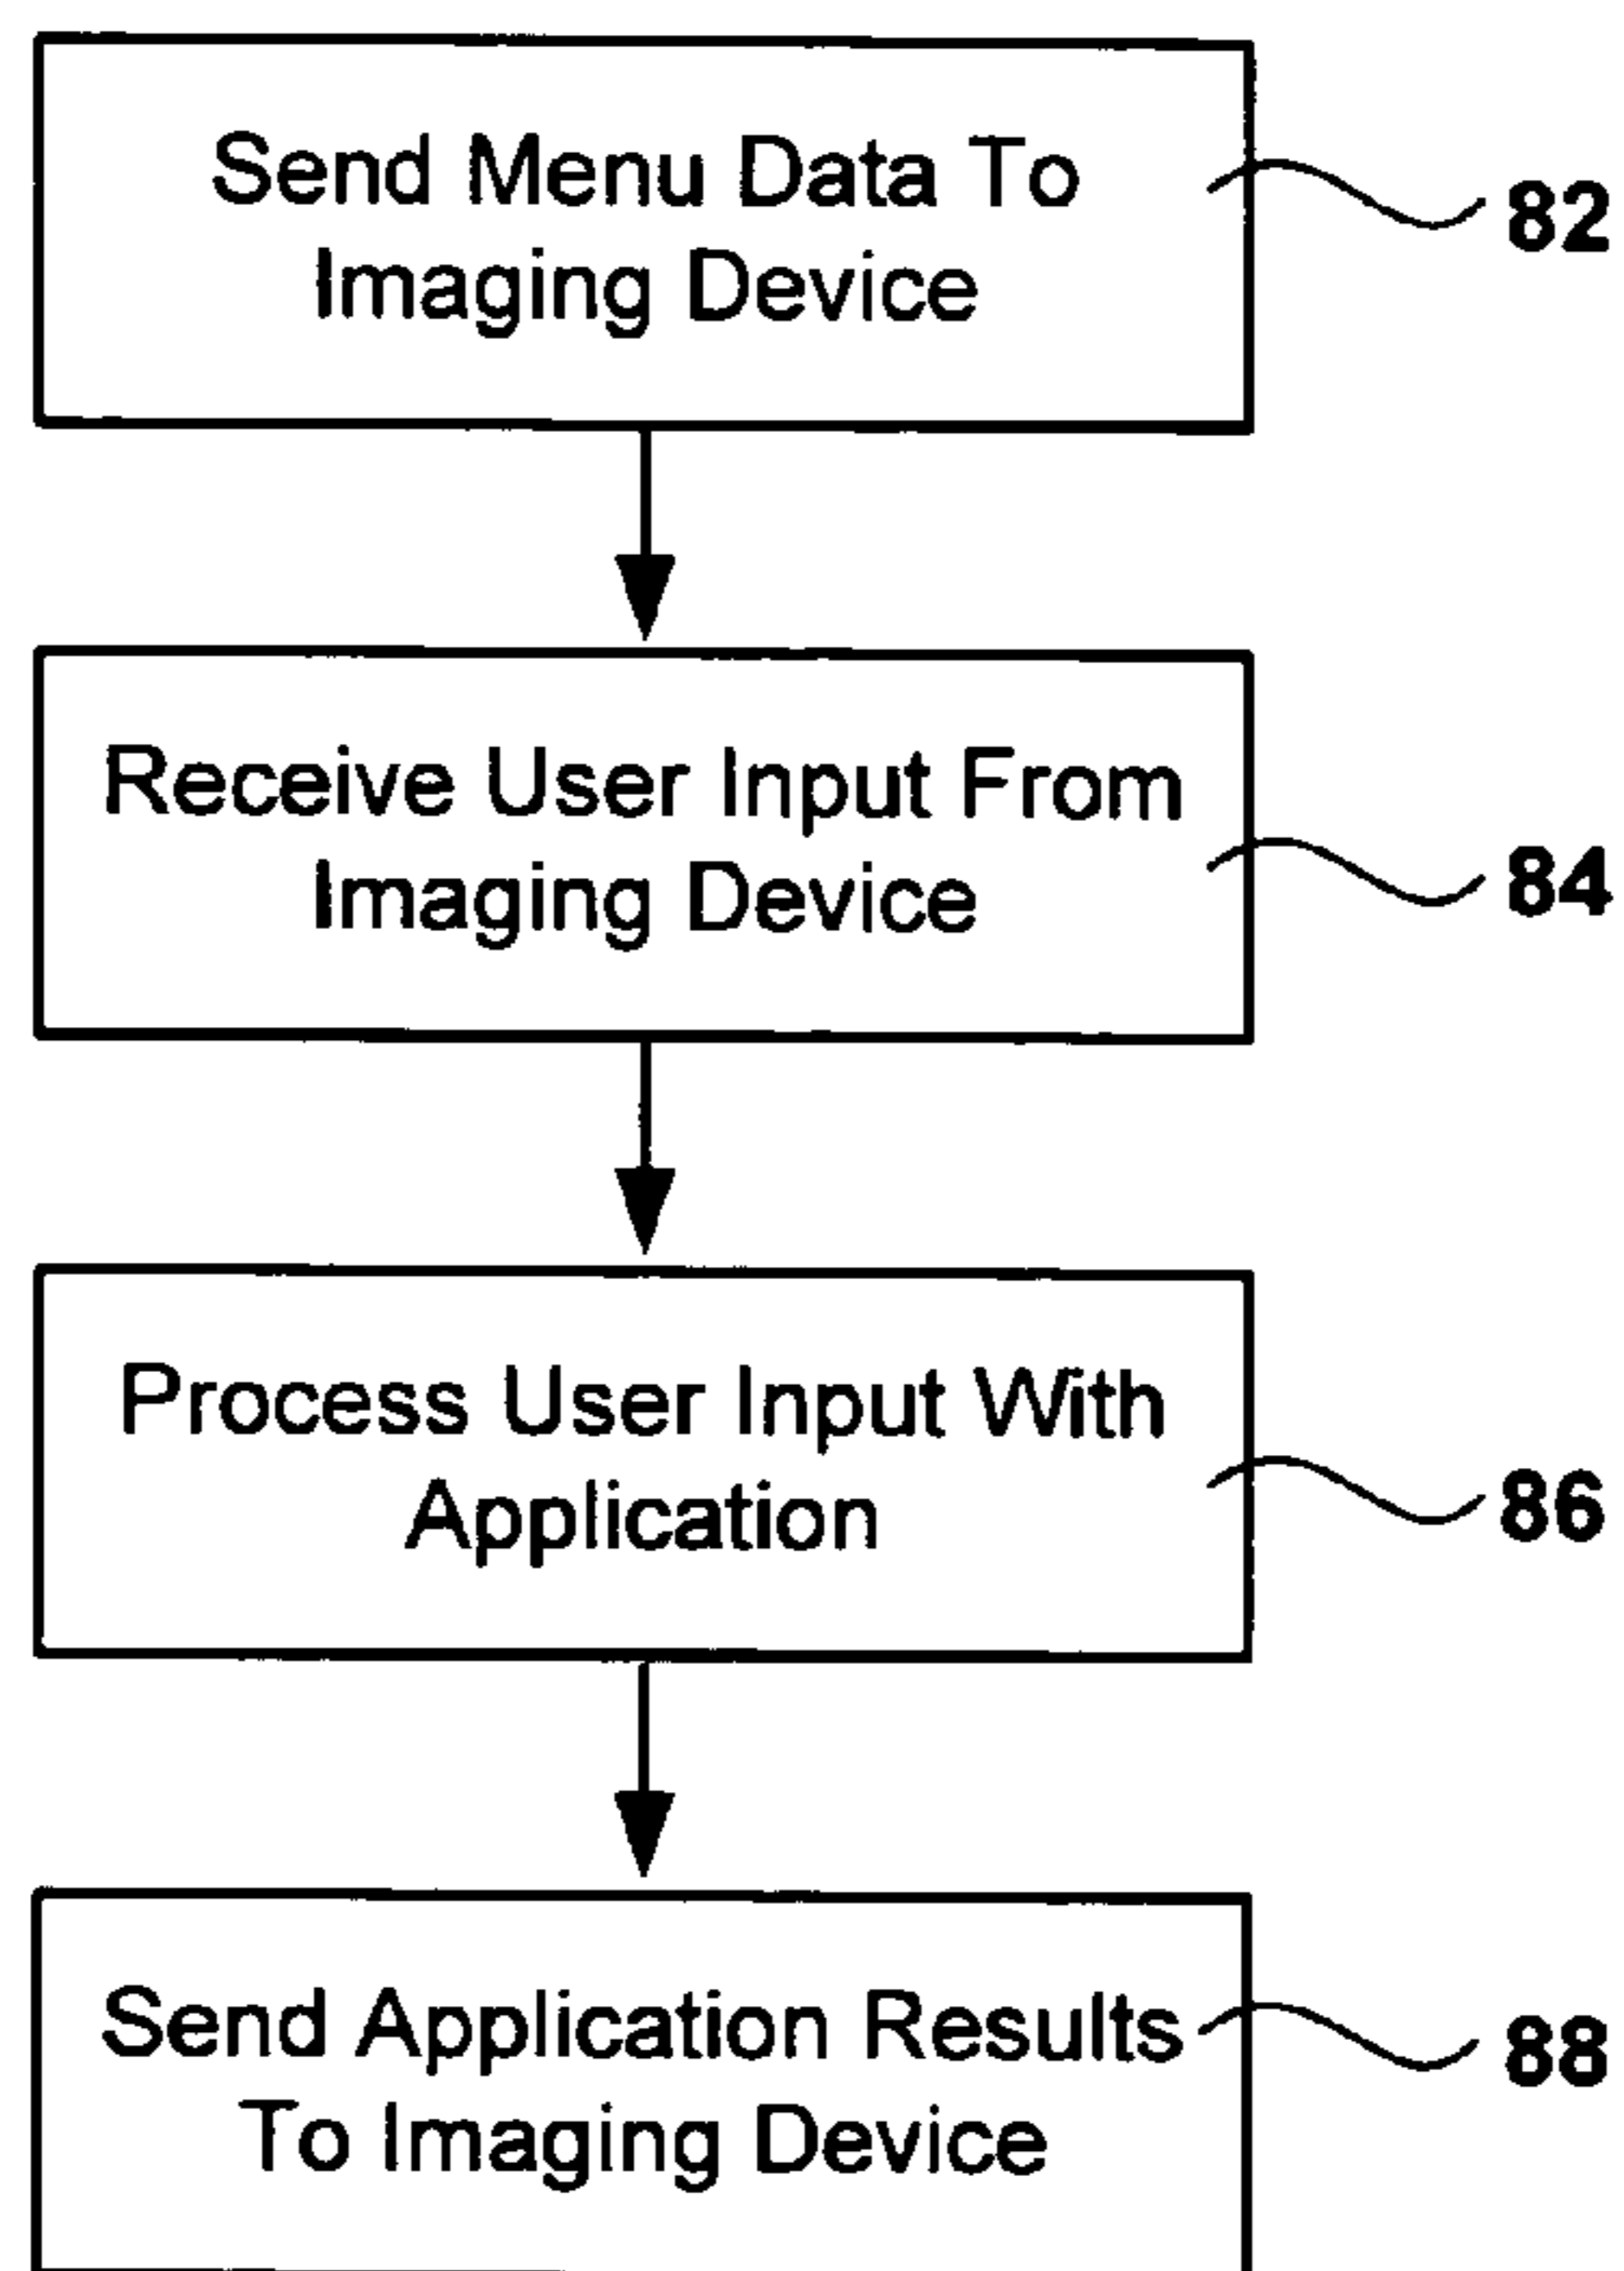 Send Menu Data To
Imaging Device
82
Receive User Input From
Imaging Device
84
Process User Input With
Application
86
Send Application Results
To Imaging Device
88